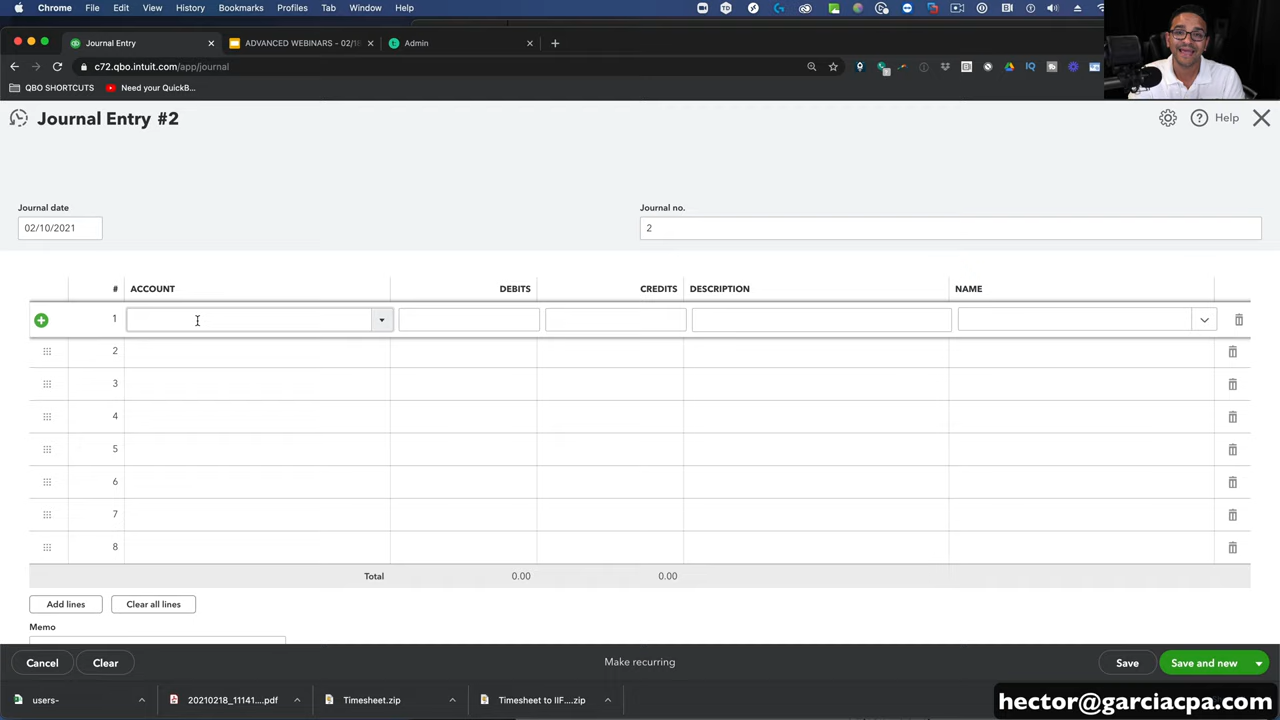 Chrome File Edit View History Bookmarks Profiles Tab Window Help
Journal Entry
ADVANCED WEBINARS - 02/18
Admin
c72.qbo.intuit.com/app/journal
QBO SHORTCUTS
Need your QuickB...
Journal Entry #2
Help
Journal date
Journal no.
02/10/2021
2
# ACCOUNT DEBITS CREDITS DESCRIPTION NAME
1
2
3
4
5
6
7
8
Total 0.00 0.00
Add lines Clear all lines
Memo
Cancel Clear Make recurring Save Save and new
users-
20210218_11141....pdf
Timesheet.zip
Timesheet to IIF....zip
hector@garciacpa.com